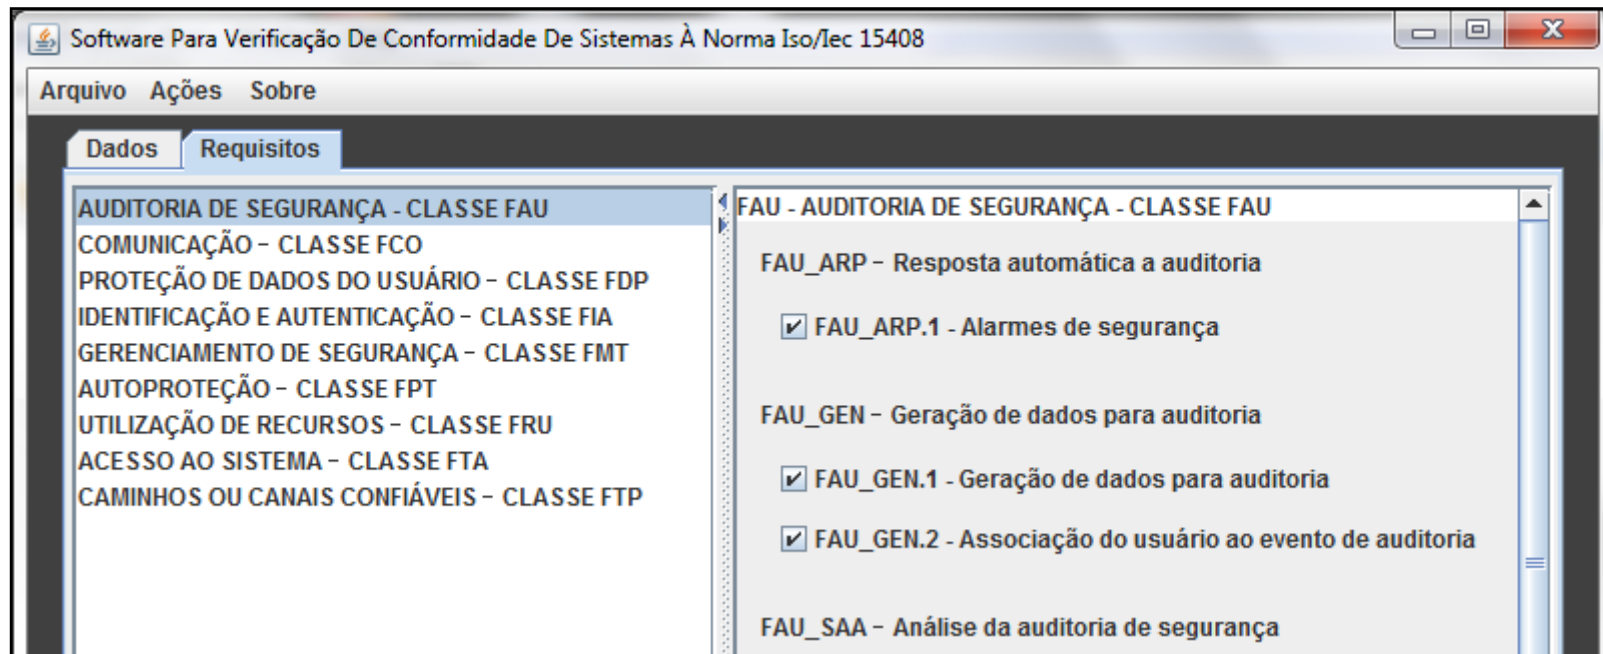 Software Para Verificação De Conformidade De Sistemas À Norma Iso/Iec 15408
Arquivo Ações Sobre
Dados Requisitos
AUDITORIA DE SEGURANÇA - CLASSE FAU
COMUNICAÇÃO – CLASSE FCO
PROTEÇÃO DE DADOS DO USUÁRIO – CLASSE FDP
IDENTIFICAÇÃO E AUTENTICAÇÃO – CLASSE FIA
GERENCIAMENTO DE SEGURANÇA – CLASSE FMT
AUTOPROTEÇÃO – CLASSE FPT
UTILIZAÇÃO DE RECURSOS – CLASSE FRU
ACESSO AO SISTEMA – CLASSE FTA
CAMINHOS OU CANAIS CONFIÁVEIS – CLASSE FTP
FAU - AUDITORIA DE SEGURANÇA - CLASSE FAU
FAU_ARP – Resposta automática a auditoria
FAU_ARP.1 - Alarmes de segurança
FAU_GEN – Geração de dados para auditoria
FAU_GEN.1 - Geração de dados para auditoria
FAU_GEN.2 - Associação do usuário ao evento de auditoria
FAU_SAA – Análise da auditoria de segurança